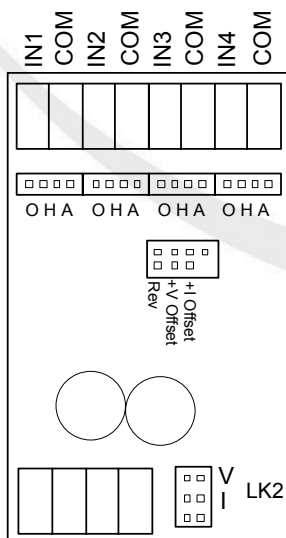 IN1 COM IN2 COM IN3 COM IN4 COM
O H A O H A O H A O H A
Rev
+V Offset
+I Offset
V
I
LK2